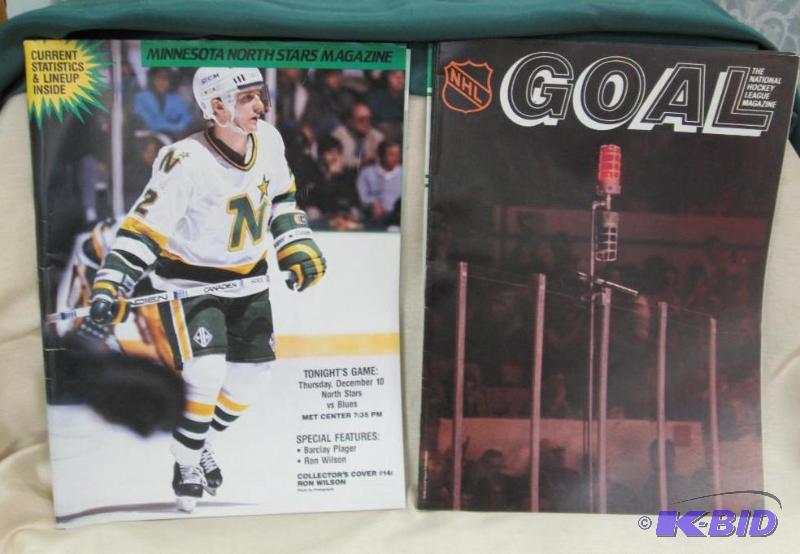 CURRENT
STATISTICS
& LINEUP
INSIDE
MINNESOTA NORTH STARS MAGAZINE
N
2
N
CANADIEN
TONIGHT'S GAME:
Thursday, December 10
North Stars
vs Blues
MET CENTER 7:35 PM
SPECIAL FEATURES:
• Barclay Plager
• Ron Wilson
COLLECTOR'S COVER #14:
RON WILSON
NHL
GOAL
THE
NATIONAL
HOCKEY
LEAGUE
MAGAZINE
© K-BID